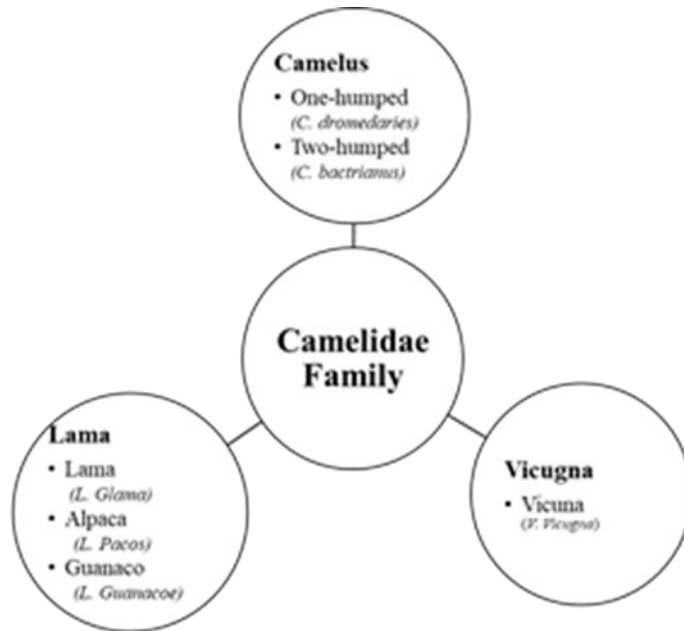 Camelus
• One-humped
(C. dromedaries)
• Two-humped
(C. bactrianus)
Camelidae
Family
Lama
• Lama
(L. Glama)
• Alpaca
(L. Pacos)
• Guanaco
(L. Guanacoe)
Vicugna
• Vicuna
(V. Vicugna)